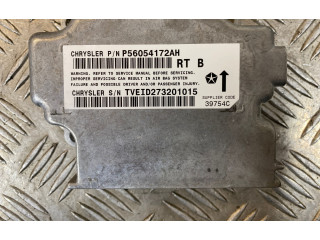 CHRYSLER P/N P56054172AH
RT B
WARNING, REFER TO SERVICE MANUAL BEFORE SERVICING.
IMPROPER SERVICING CAN RESULT IN AIR BAG SYSTEM
FAILURE AND POSSIBLE DRIVER AND/OR PASSENGER INJURY.
CHRYSLER S/N TVEID273201015
SUPPLIER CODE
39754C